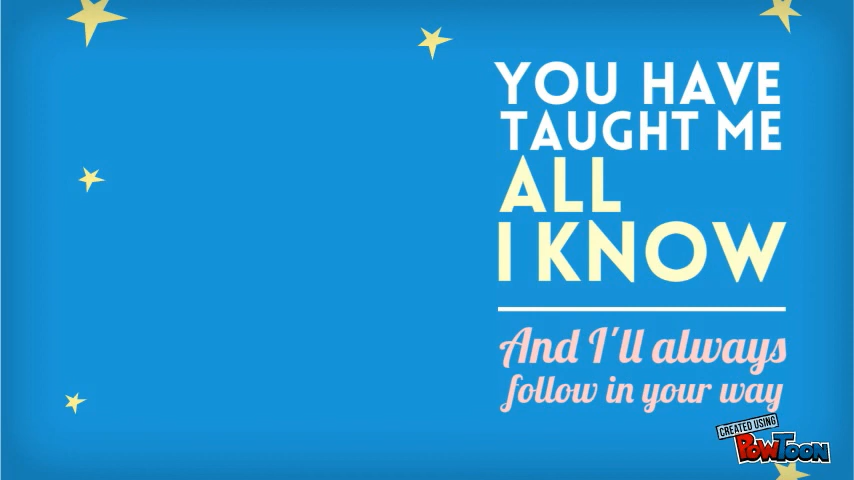 YOU HAVE
TAUGHT ME
ALL
I KNOW
And I'll always
follow in your way
CREATED USING
POWTOON